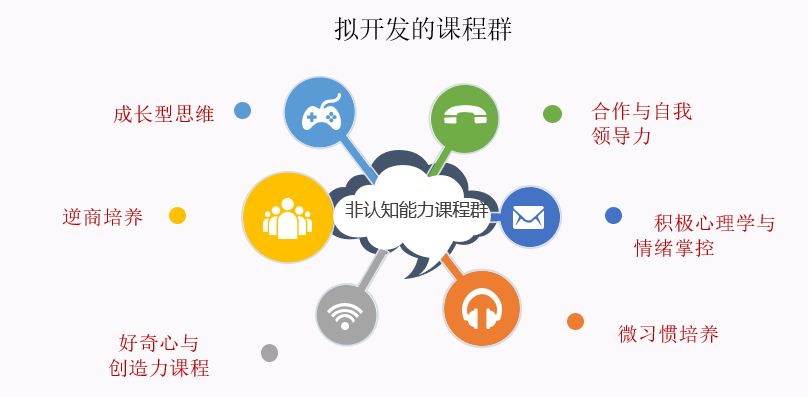 拟开发的课程群
成长型思维
合作与自我
领导力
逆商培养
非认知能力课程群
积极心理学与
情绪掌控
好奇心与
创造力课程
微习惯培养